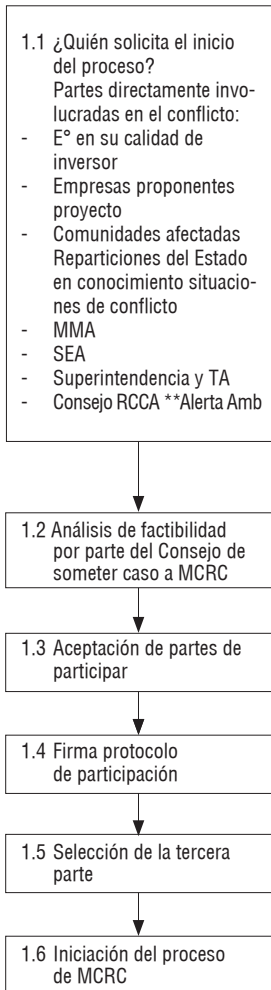 1.1 ¿Quién solicita el inicio
del proceso?
Partes directamente invo-
lucradas en el conflicto:
- E° en su calidad de
inversor
- Empresas proponentes
proyecto
- Comunidades afectadas
Reparticiones del Estado
en conocimiento situacio-
nes de conflicto
- MMA
- SEA
- Superintendencia y TA
- Consejo RCCA **Alerta Amb
1.2 Análisis de factibilidad
por parte del Consejo de
someter caso a MCRC
1.3 Aceptación de partes de
participar
1.4 Firma protocolo
de participación
1.5 Selección de la tercera
parte
1.6 Iniciación del proceso
de MCRC